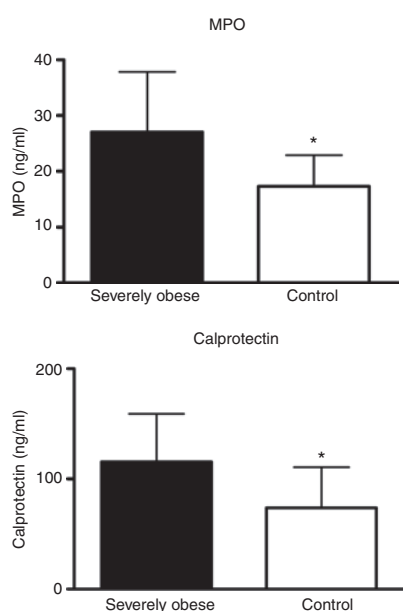 MPO
40
30
20
10
0
MPO (ng/ml)
*
Severely obese Control
Calprotectin
200
100
0
Calprotectin (ng/ml)
*
Severely obese Control